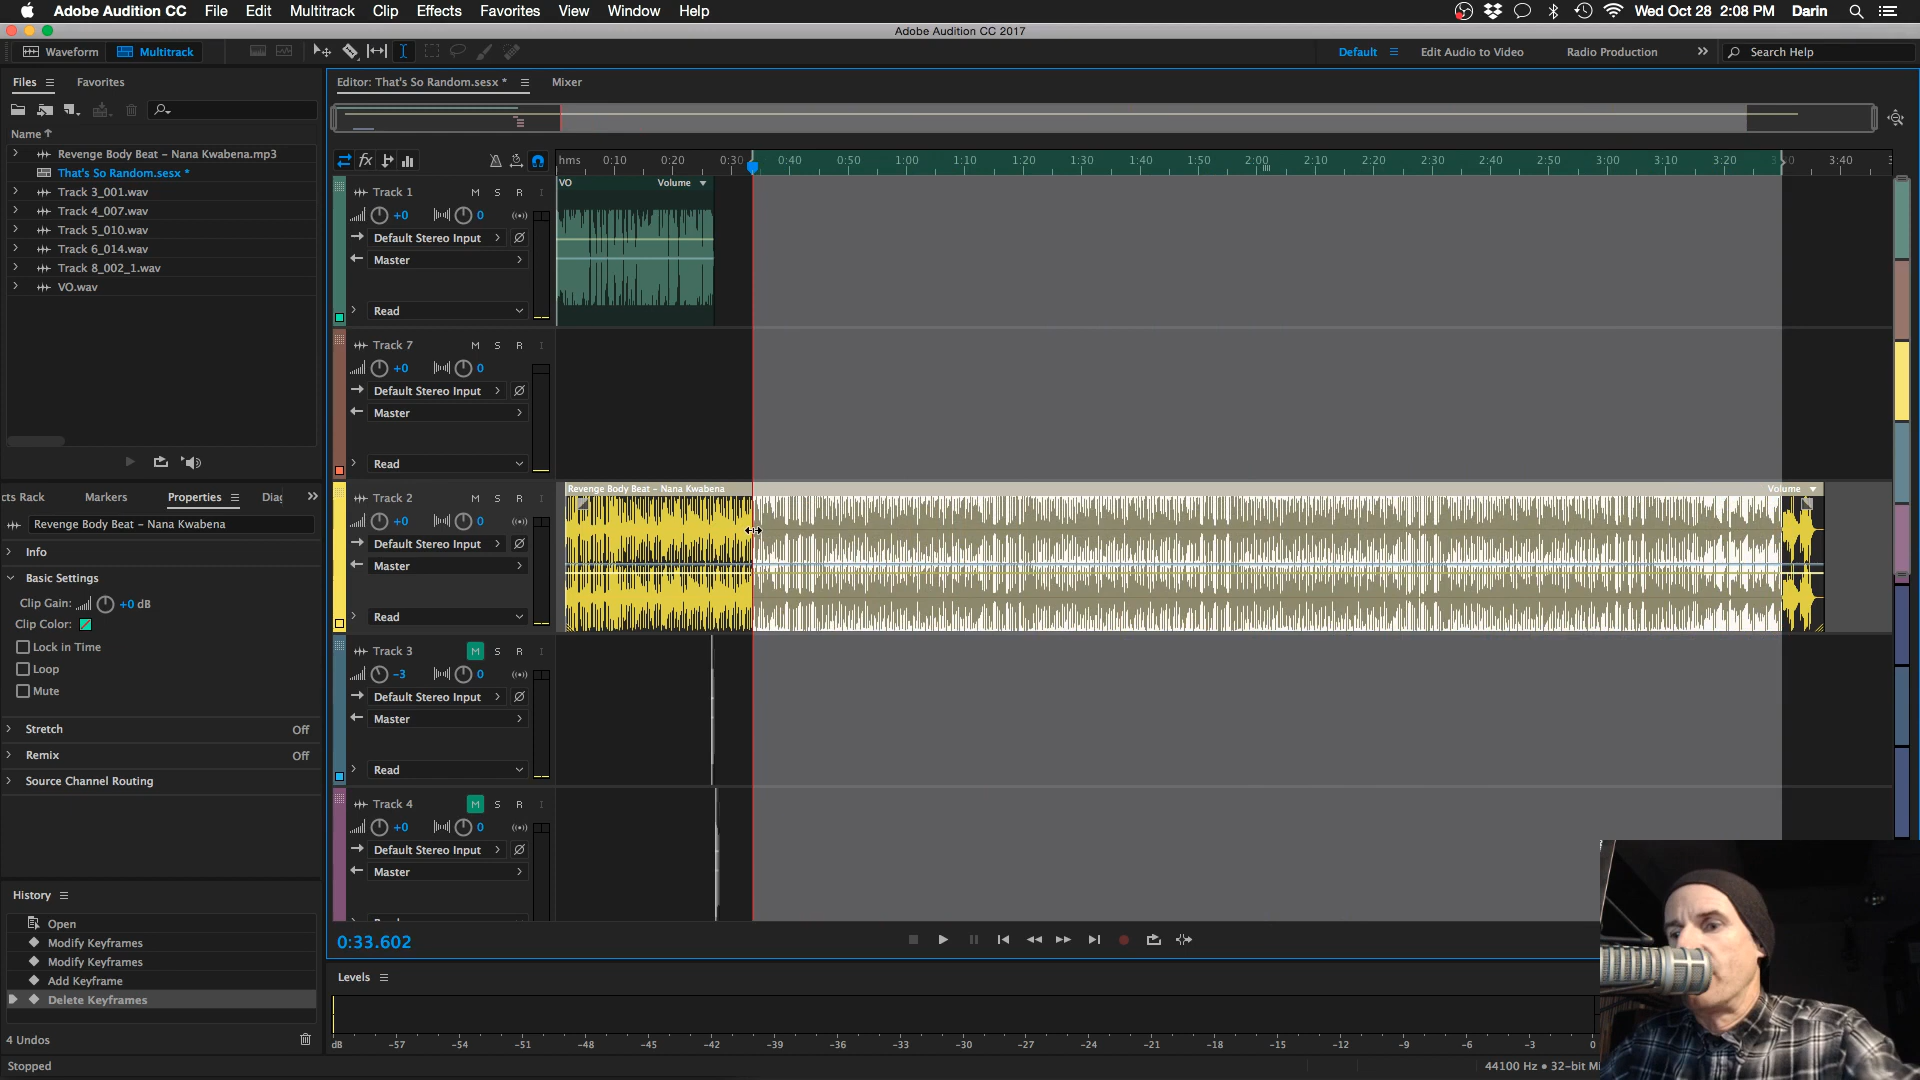 Adobe Audition CC File Edit Multitrack Clip Effects Favorites View Window Help Wed Oct 28 2:08 PM Darin
Adobe Audition CC 2017
Waveform Multitrack Default Edit Audio to Video Radio Production Search Help
Files Favorites Editor: That's So Random.sesx * Mixer
Name
Revenge Body Beat - Nana Kwabena.mp3
That's So Random.sesx *
Track 3_001.wav
Track 4_007.wav
Track 5_010.wav
Track 6_014.wav
Track 8_002_1.wav
VO.wav
fx
hms 0:10 0:20 0:30 0:40 0:50 1:00 1:10 1:20 1:30 1:40 1:50 2:00 2:10 2:20 2:30 2:40 2:50 3:00 3:10 3:20 3:40
Track 1 M S R I
VO Volume
+0 0
Default Stereo Input
Master
Read
Track 7 M S R I
+0 0
Default Stereo Input
Master
Read
Track 2 M S R I
Revenge Body Beat - Nana Kwabena Volume
+0 0
Default Stereo Input
Master
Read
Track 3 M S R I
-3 0
Default Stereo Input
Master
Read
Track 4 M S R I
+0 0
Default Stereo Input
Master
cts Rack Markers Properties
Revenge Body Beat - Nana Kwabena
Info
Basic Settings
Clip Gain: +0 dB
Clip Color:
Lock in Time
Loop
Mute
Stretch Off
Remix Off
Source Channel Routing
History
Open
Modify Keyframes
Modify Keyframes
Add Keyframe
Delete Keyframes
4 Undos
Stopped
0:33.602
Levels
dB -57 -54 -51 -48 -45 -42 -39 -36 -33 -30 -27 -24 -21 -18 -15 -12 -9 -6 -3 0
44100 Hz • 32-bit Mi